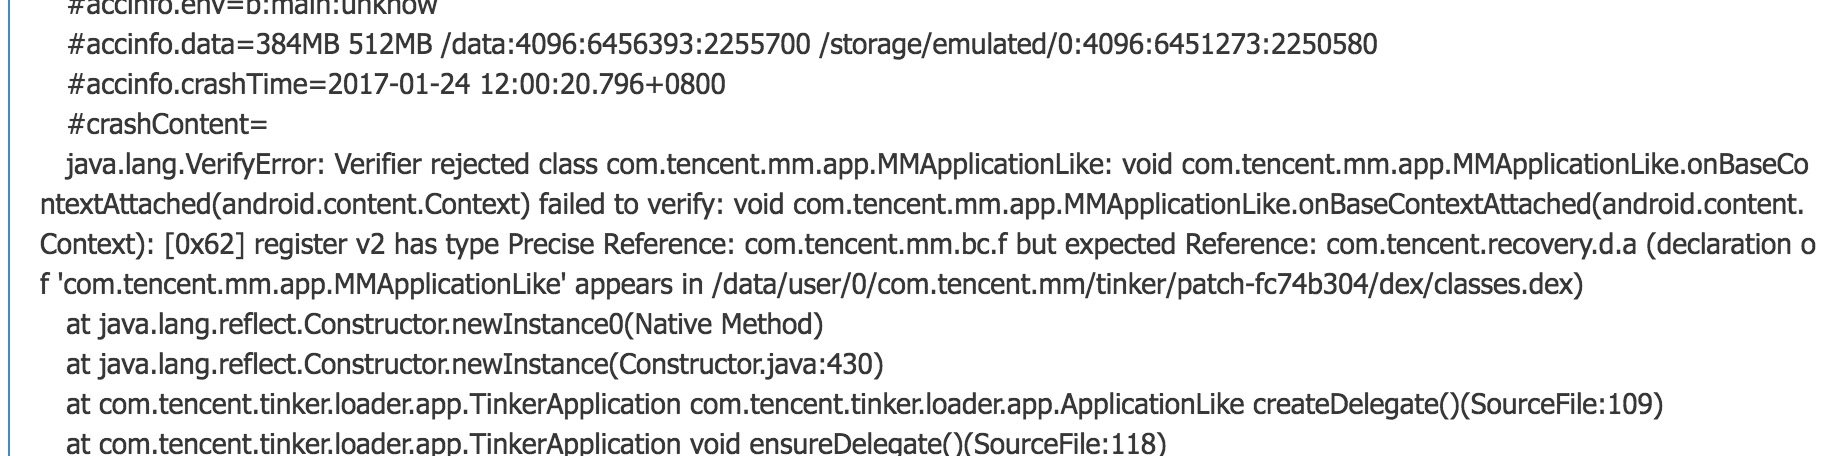 #accinfo.env=b:main:unknow
#accinfo.data=384MB 512MB /data:4096:6456393:2255700 /storage/emulated/0:4096:6451273:2250580
#accinfo.crashTime=2017-01-24 12:00:20.796+0800
#crashContent=
java.lang.VerifyError: Verifier rejected class com.tencent.mm.app.MMApplicationLike: void com.tencent.mm.app.MMApplicationLike.onBaseCo
ntextAttached(android.content.Context) failed to verify: void com.tencent.mm.app.MMApplicationLike.onBaseContextAttached(android.content.
Context): [0x62] register v2 has type Precise Reference: com.tencent.mm.bc.f but expected Reference: com.tencent.recovery.d.a (declaration o
f 'com.tencent.mm.app.MMApplicationLike' appears in /data/user/0/com.tencent.mm/tinker/patch-fc74b304/dex/classes.dex)
at java.lang.reflect.Constructor.newInstance0(Native Method)
at java.lang.reflect.Constructor.newInstance(Constructor.java:430)
at com.tencent.tinker.loader.app.TinkerApplication com.tencent.tinker.loader.app.ApplicationLike createDelegate()(SourceFile:109)
at com.tencent.tinker.loader.app.TinkerApplication void ensureDelegate()(SourceFile:118)